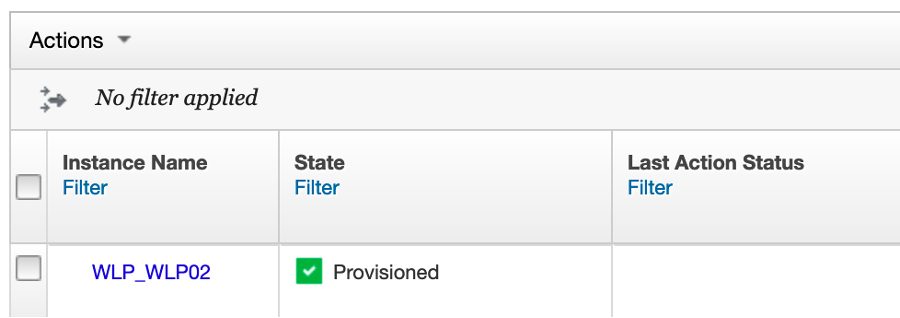 Actions
No filter applied
Instance Name
State
Last Action Status
Filter
Filter
Filter
WLP_WLP02
Provisioned